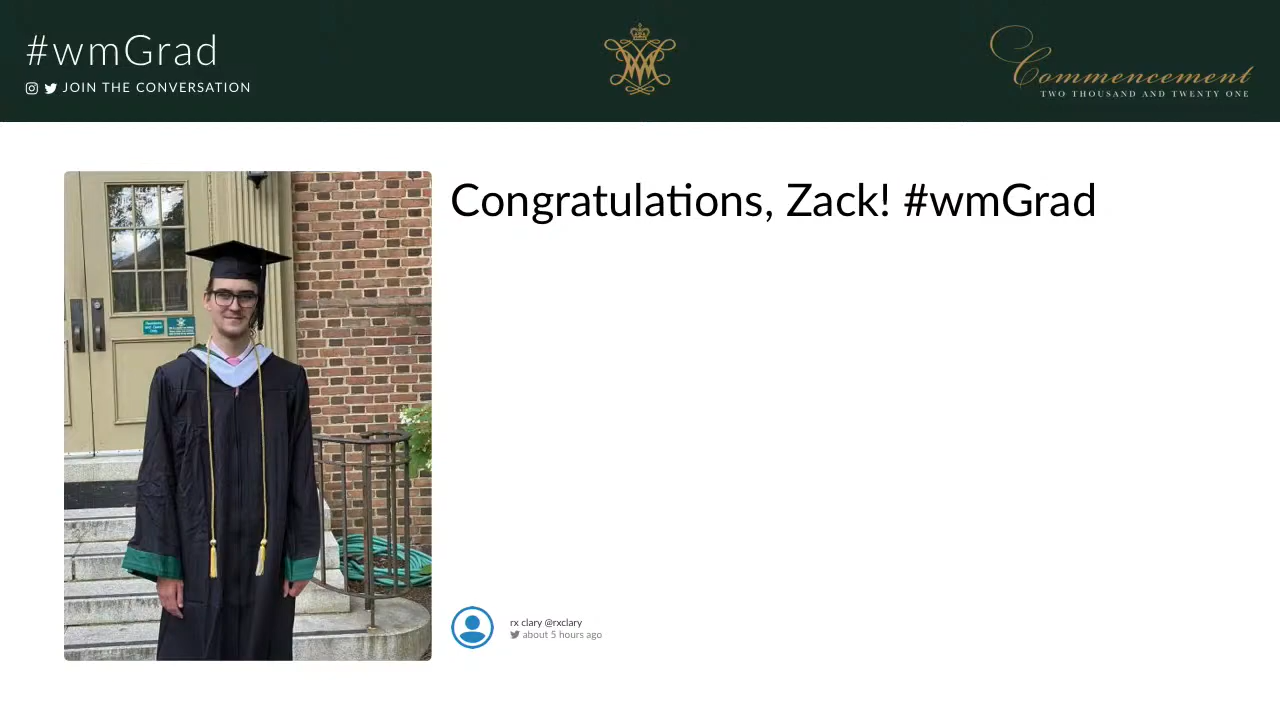 #wmGrad
JOIN THE CONVERSATION
Commencement
TWO THOUSAND AND TWENTY ONE
Congratulations, Zack! #wmGrad
rx clary @rxclary
about 5 hours ago